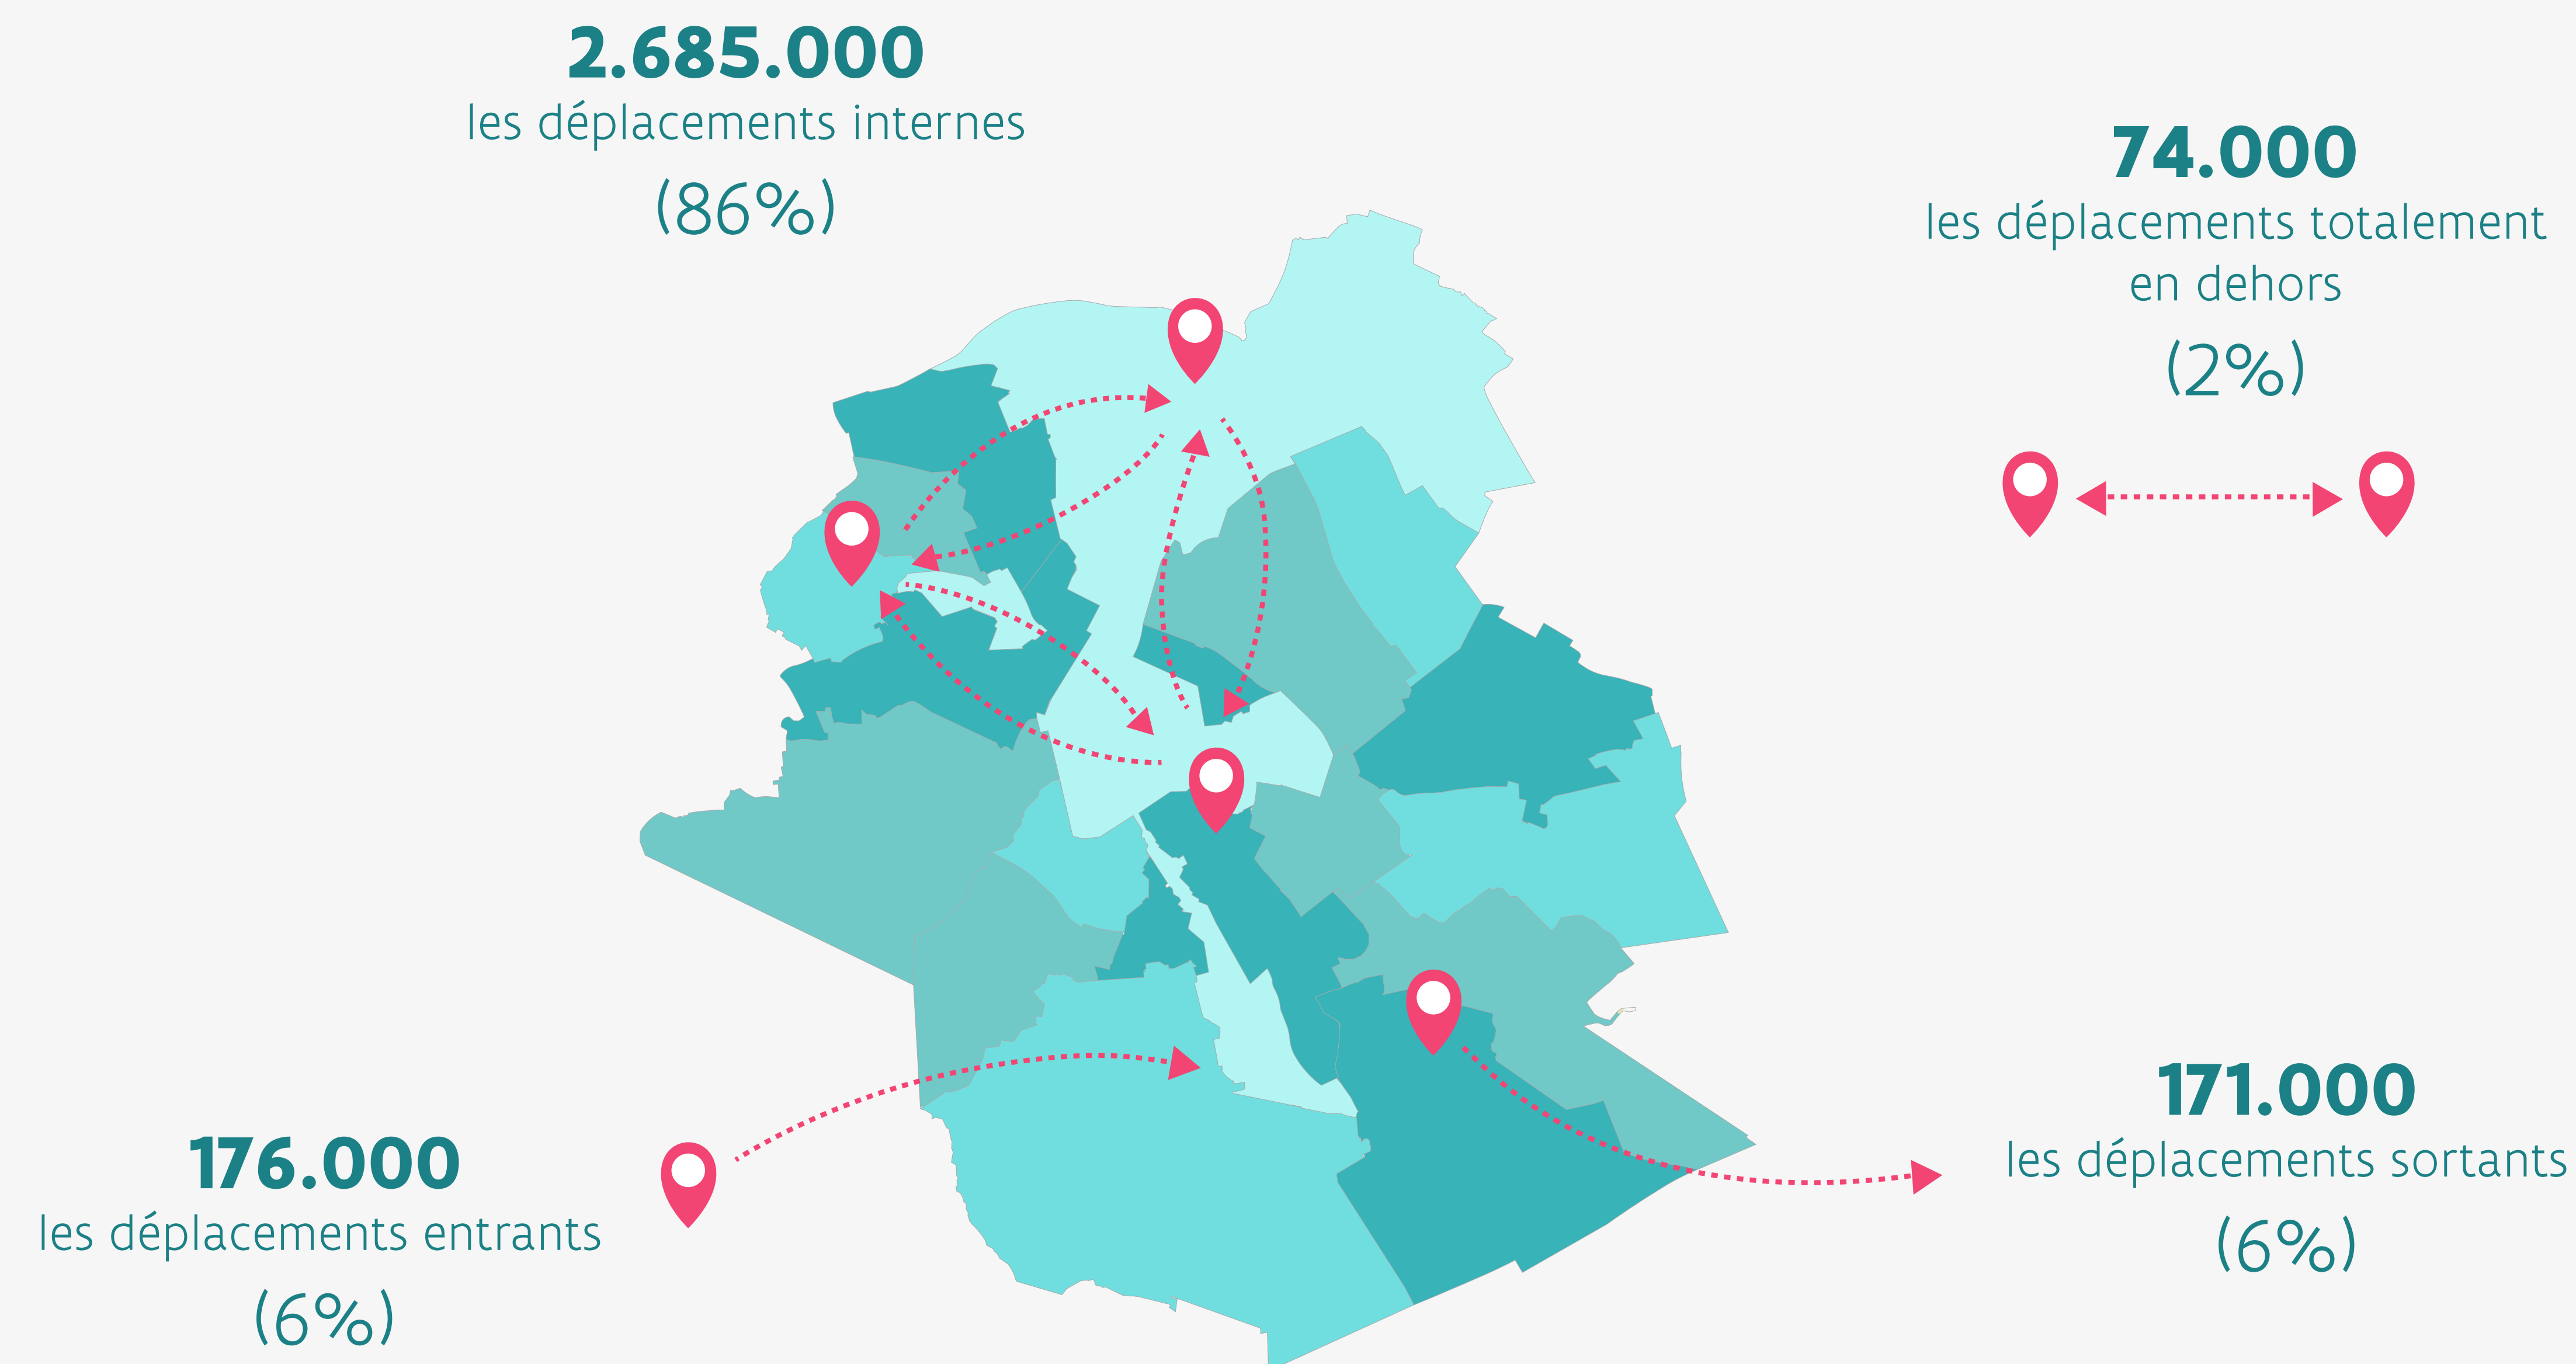 2.685.000
les déplacements internes
(86%)
74.000
les déplacements totalement
en dehors
(2%)
176.000
les déplacements entrants
(6%)
171.000
les déplacements sortants
(6%)